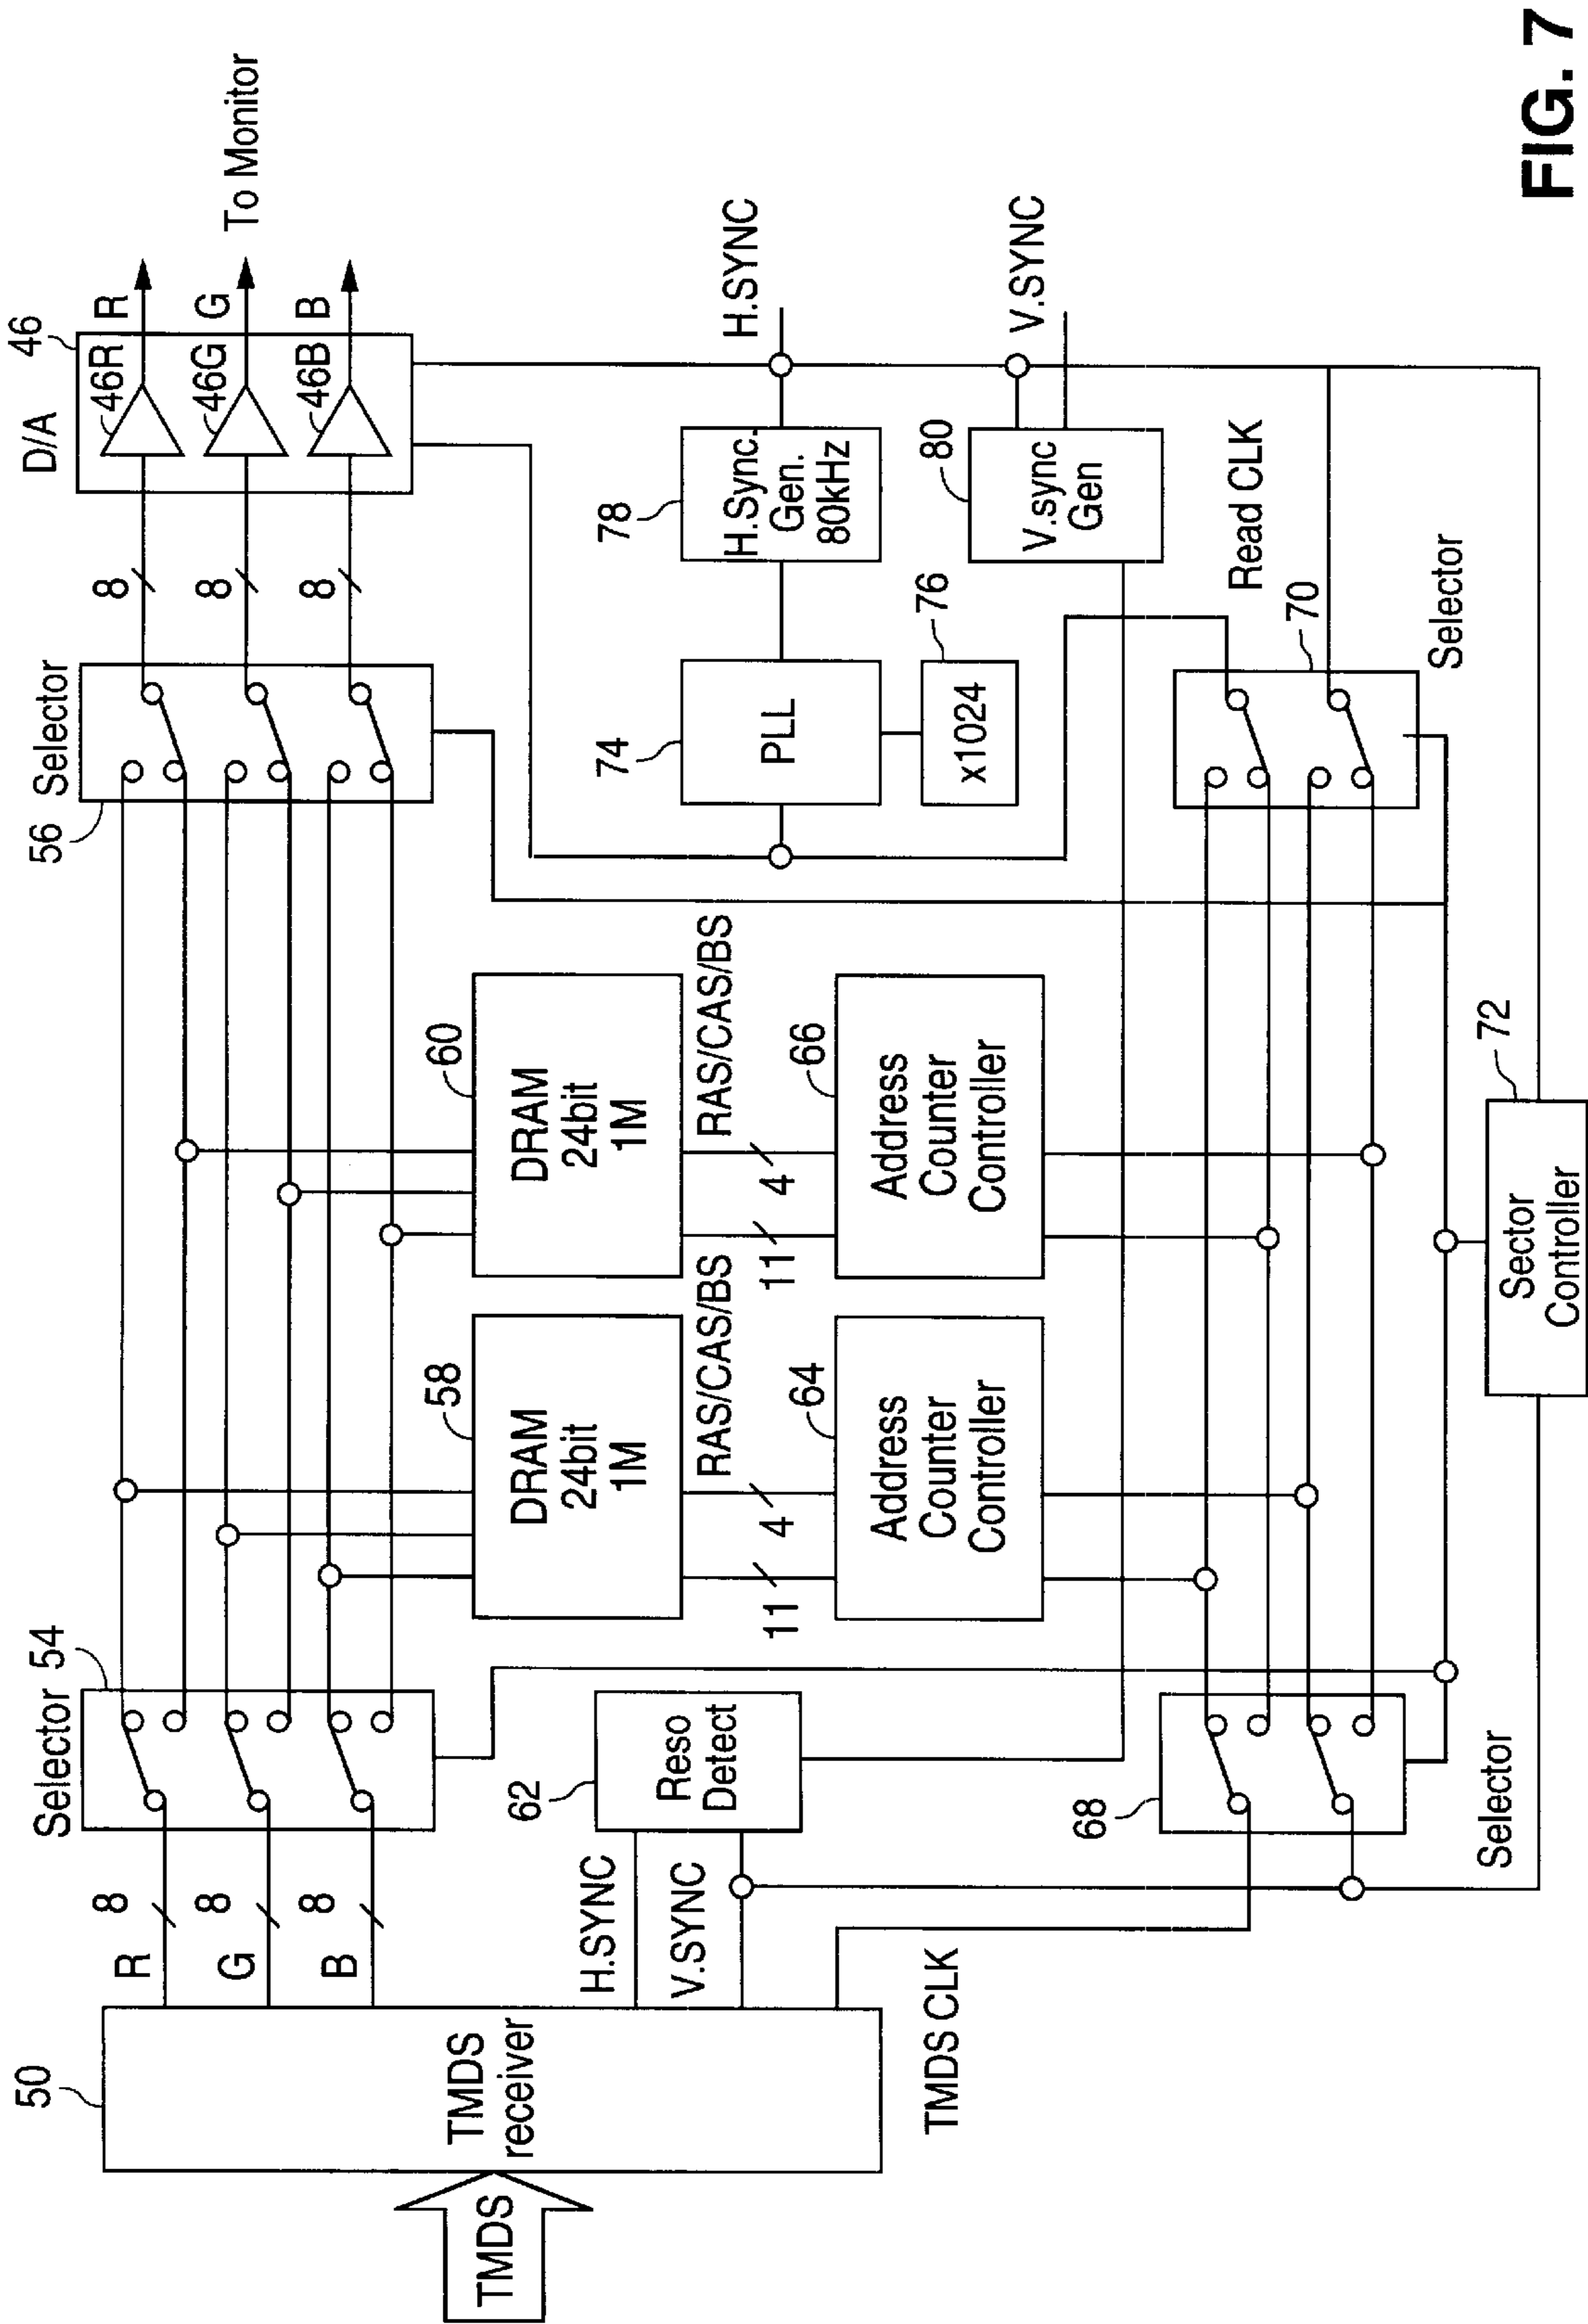 50
TMDS
TMDS
receiver
R
8
G
8
B
8
H.SYNC
V.SYNC
TMDS CLK
Selector
54
62
Reso
Detect
68
Selector
58
DRAM
24bit
1M
RAS/CAS/BS
11
4
64
Address
Counter
Controller
60
DRAM
24bit
1M
RAS/CAS/BS
11
4
66
Address
Counter
Controller
72
Sector
Controller
56
Selector
8
8
8
74
PLL
76
x1024
78
H.Sync.
Gen.
80kHz
80
V.sync
Gen
Read CLK
70
Selector
D/A
46
46R
46G
46B
R
G
B
To Monitor
H.SYNC
V.SYNC
FIG. 7